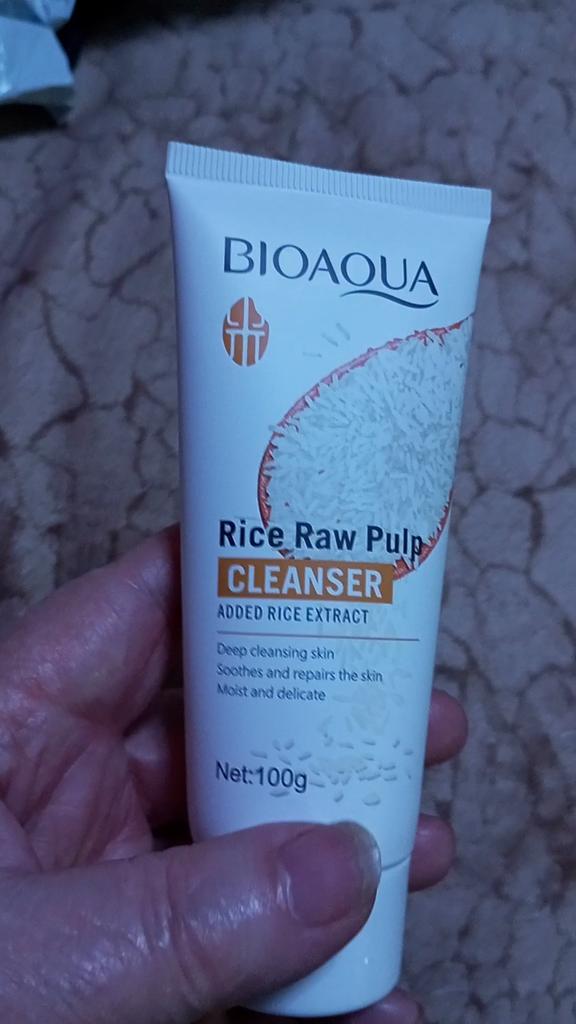 BIOAQUA
Rice Raw Pulp
CLEANSER
ADDED RICE EXTRACT
Deep cleansing skin
Soothes and repairs the skin
Moist and delicate
Net:100g